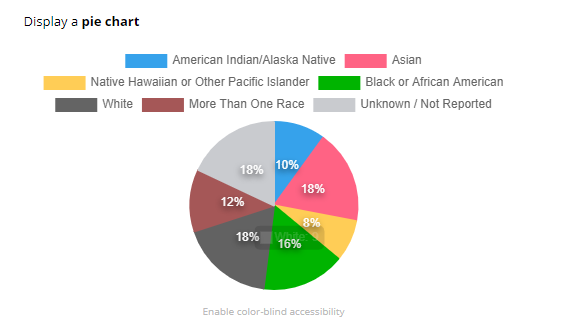 Display a pie chart
American Indian/Alaska Native Asian
Native Hawaiian or Other Pacific Islander Black or African American
White More Than One Race Unknown / Not Reported
18% 10%
18%
12%
8%
18% White:
16%
Enable color-blind accessibility